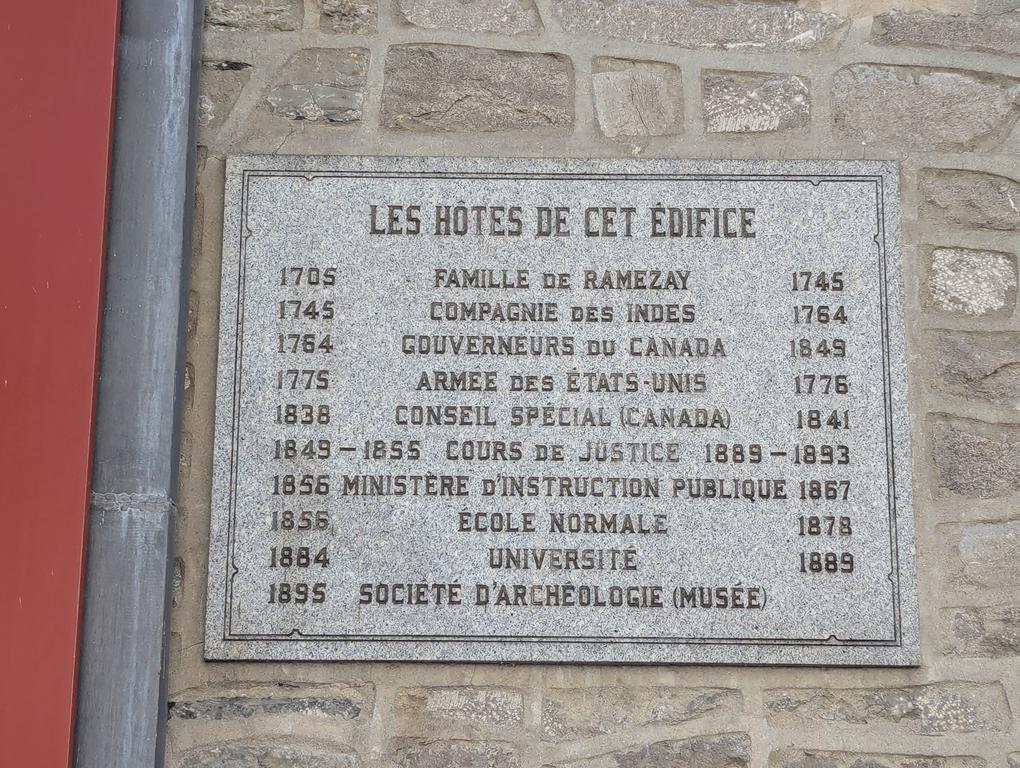 LES HÔTES DE CET ÉDIFICE
1705 FAMILLE DE RAMEZAY 1745
1745 COMPAGNIE DES INDES 1764
1764 GOUVERNEURS DU CANADA 1849
1775 ARMEE DES ÉTATS-UNIS 1776
1838 CONSEIL SPÉCIAL (CANADA) 1841
1849 – 1855 COURS DE JUSTICE 1889 – 1893
1856 MINISTÈRE D'INSTRUCTION PUBLIQUE 1867
1856 ÉCOLE NORMALE 1878
1884 UNIVERSITÉ 1889
1895 SOCIÉTÉ D'ARCHÉOLOGIE (MUSÉE)